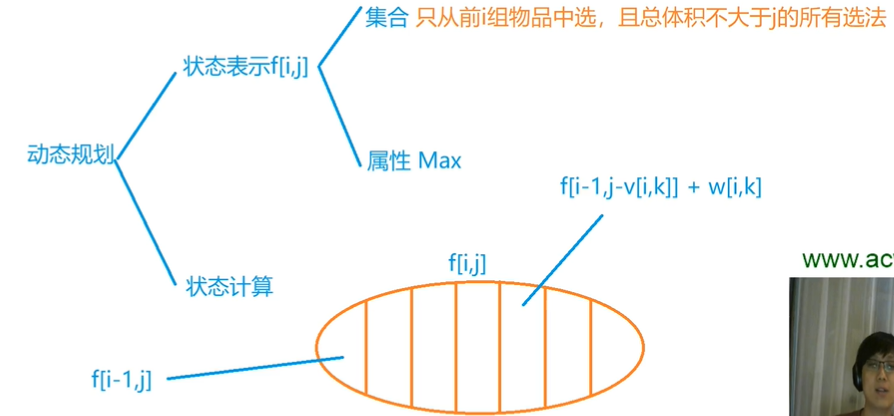 集合 只从前i组物品中选，且总体积不大于j的所有选法
状态表示f[i,j]
动态规划
属性 Max
f[i-1,j-v[i,k]] + w[i,k]
f[i,j]
www.ac
状态计算
f[i-1,j]